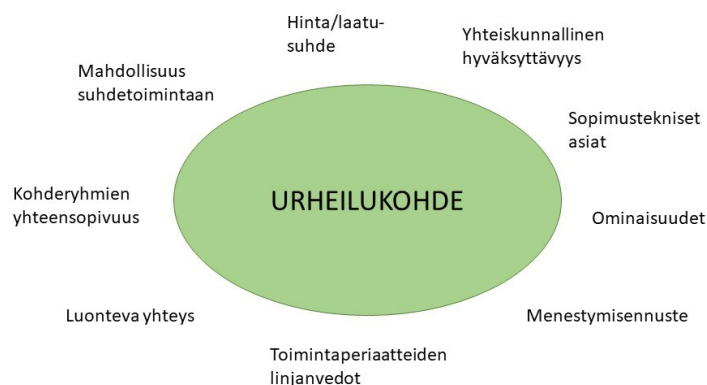 Hinta/laatu-
suhde
Yhteiskunnallinen
hyväksyttävyys
Mahdollisuus
suhdetoimintaan
Sopimustekniset
asiat
Kohderyhmien
yhteensopivuus
URHEILUKOHDE
Ominaisuudet
Luonteva yhteys
Menestymisennuste
Toimintaperiaatteiden
linjanvedot